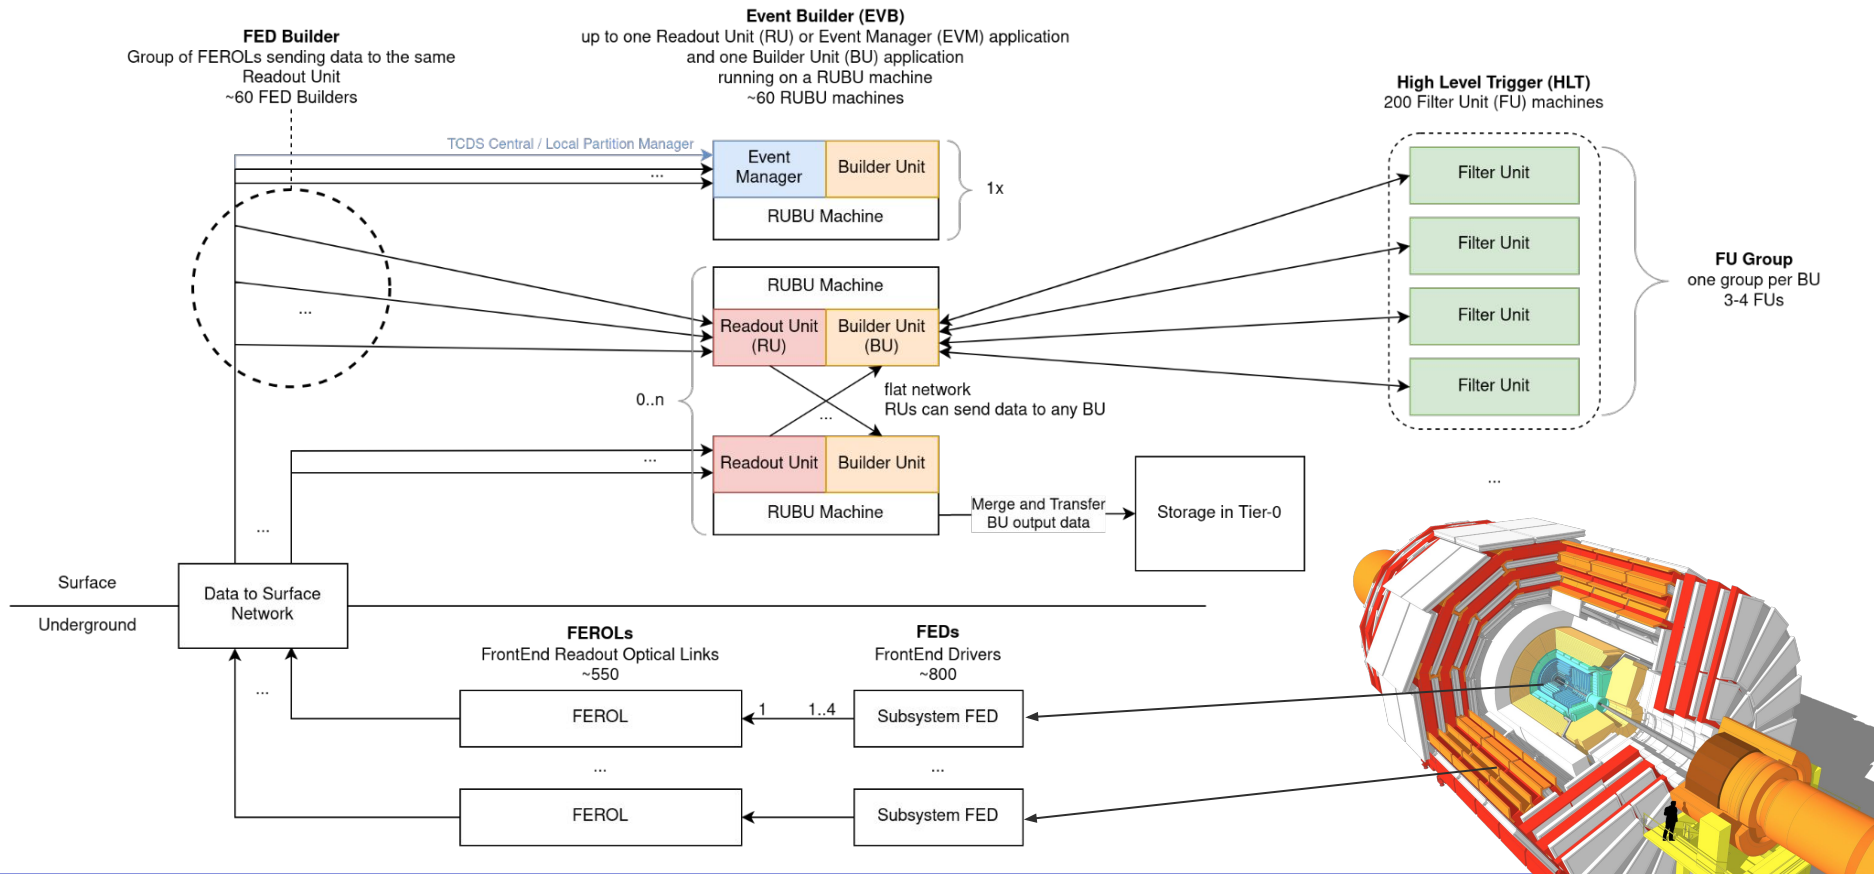 FED Builder
Group of FEROLs sending data to the same
Readout Unit
~60 FED Builders
Event Builder (EVB)
up to one Readout Unit (RU) or Event Manager (EVM) application
and one Builder Unit (BU) application
running on a RUBU machine
~60 RUBU machines
High Level Trigger (HLT)
200 Filter Unit (FU) machines
TCDS Central / Local Partition Manager
...
Event
Manager
Builder Unit
RUBU Machine
1x
Filter Unit
Filter Unit
Filter Unit
Filter Unit
FU Group
one group per BU
3-4 FUs
...
...
RUBU Machine
Readout Unit
(RU)
Builder Unit
(BU)
0..n
flat network
RUs can send data to any BU
...
...
Readout Unit
Builder Unit
RUBU Machine
Merge and Transfer
BU output data
Storage in Tier-0
...
Surface
Underground
Data to Surface
Network
...
FEROLs
FrontEnd Readout Optical Links
~550
FEDs
FrontEnd Drivers
~800
FEROL
1
1..4
Subsystem FED
...
...
FEROL
Subsystem FED